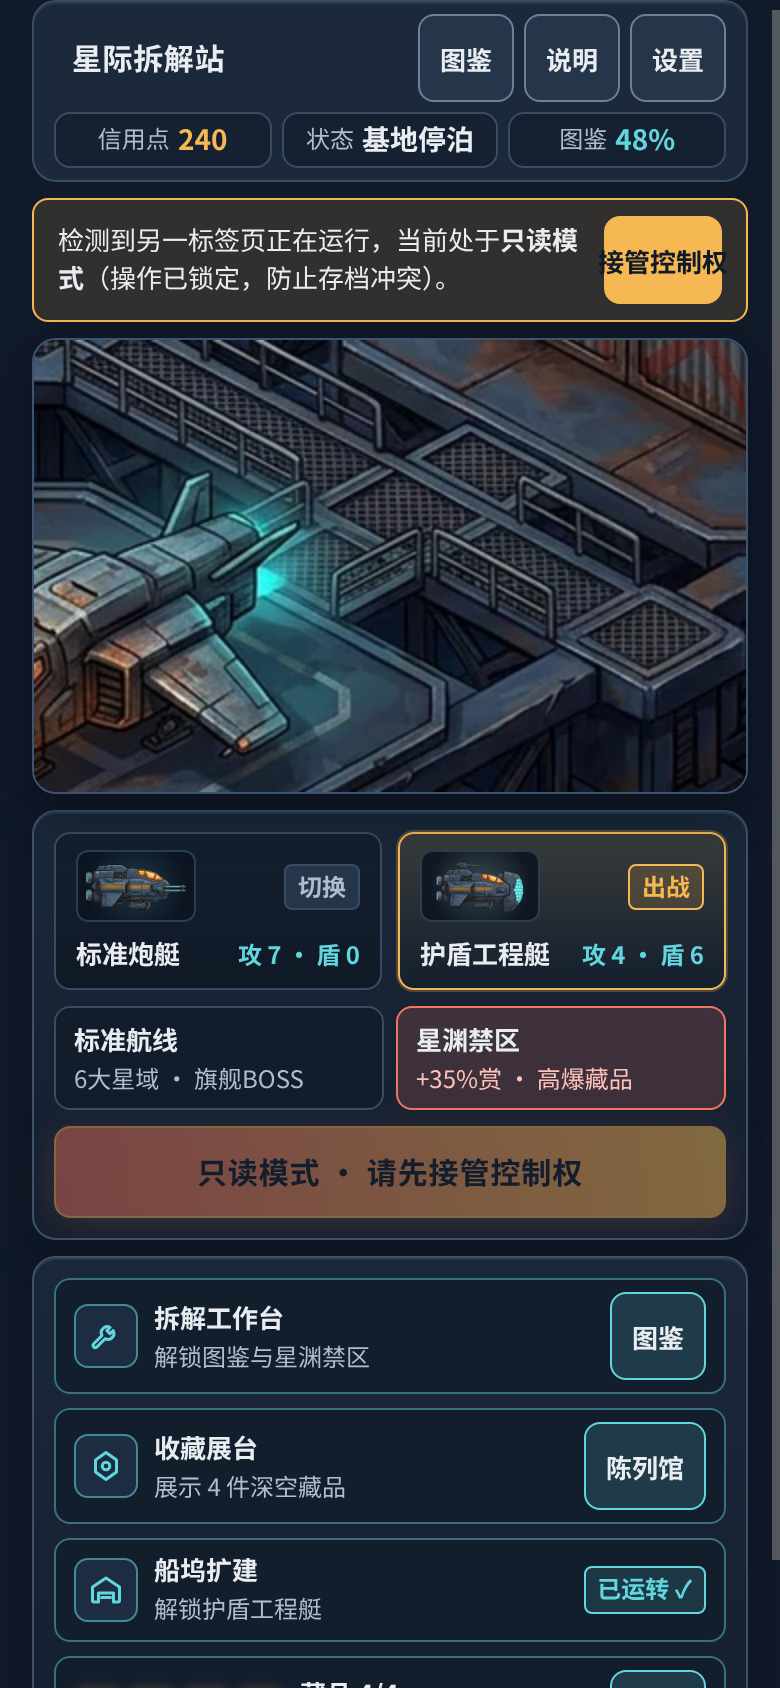 星际拆解站
图鉴
说明
设置
信用点 240
状态 基地停泊
图鉴 48%
检测到另一标签页正在运行，当前处于只读模
式（操作已锁定，防止存档冲突）。
接管控制权
切换
标准炮艇 攻 7 · 盾 0
出战
护盾工程艇 攻 4 · 盾 6
标准航线
6大星域 · 旗舰BOSS
星渊禁区
+35%赏 · 高爆藏品
只读模式 · 请先接管控制权
拆解工作台
解锁图鉴与星渊禁区
图鉴
收藏展台
展示 4 件深空藏品
陈列馆
船坞扩建
解锁护盾工程艇
已运转 ✓
藏品 4/4